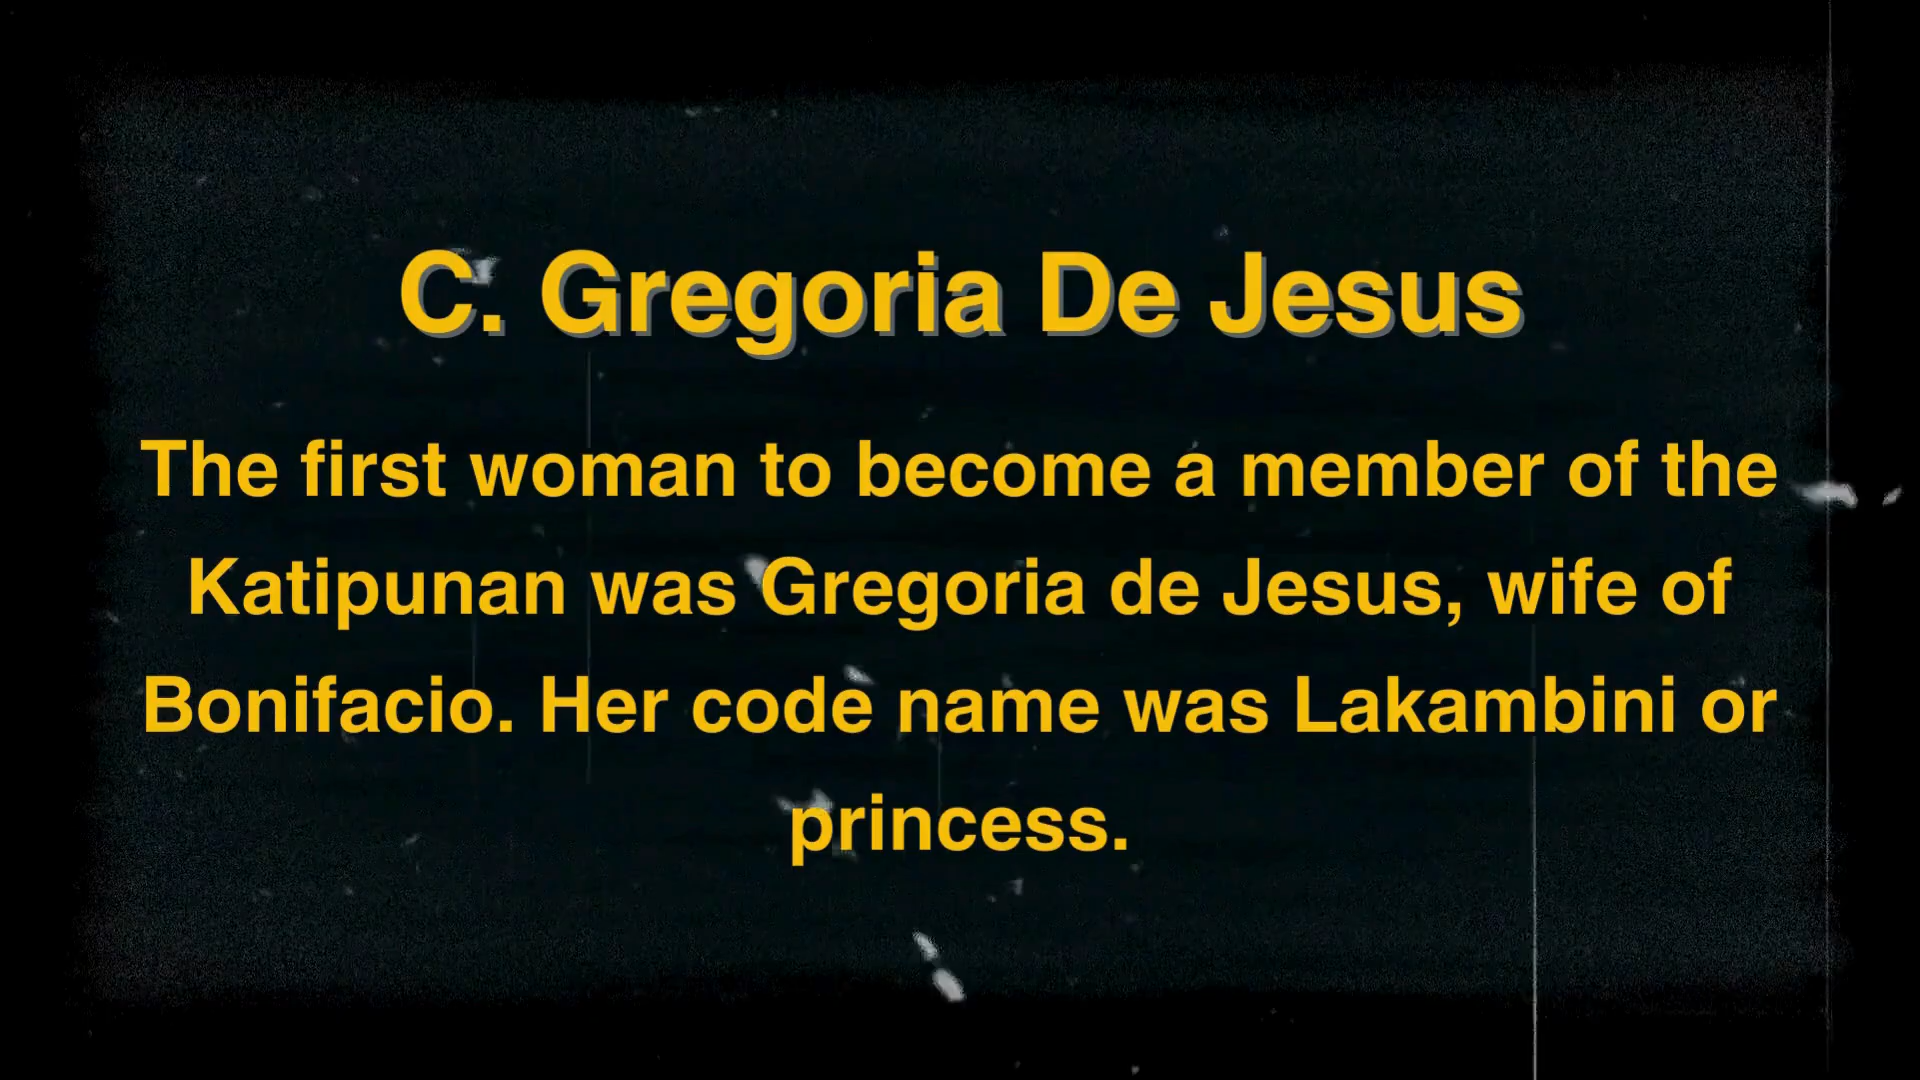 C. Gregoria De Jesus
The first woman to become a member of the
Katipunan was Gregoria de Jesus, wife of
Bonifacio. Her code name was Lakambini or
princess.